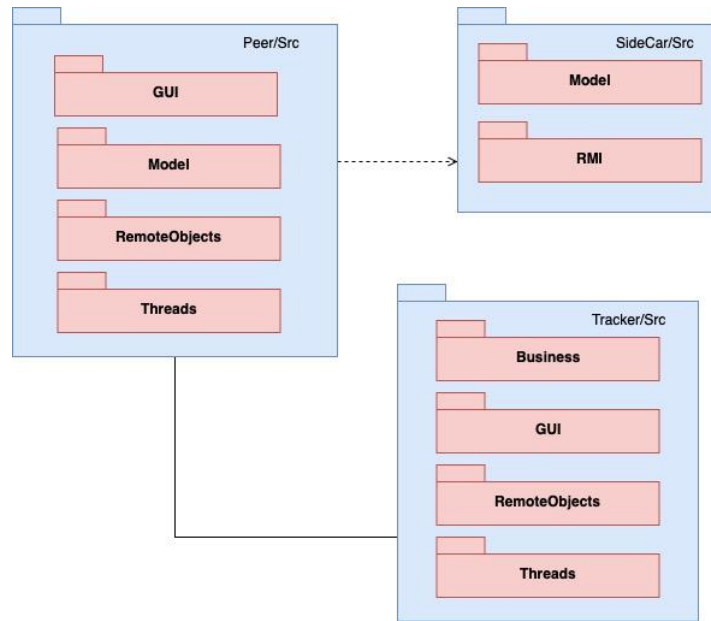 Peer/Src
GUI
Model
RemoteObjects
Threads
SideCar/Src
Model
RMI
Tracker/Src
Business
GUI
RemoteObjects
Threads